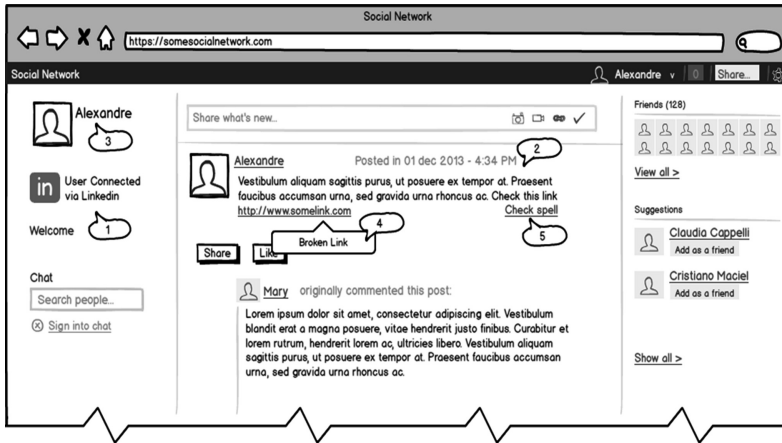 Social Network
https://somesocialnetwork.com
Social Network
Alexandre v
0
Share...
Alexandre
3
in
User Connected
via Linkedin
Welcome
1
Chat
Search people...
Sign into chat
Share what's new...
Alexandre
Posted in 01 dec 2013 - 4:34 PM
2
Vestibulum aliquam sagittis purus, ut posuere ex tempor at. Praesent
faucibus accumsan urna, sed gravida urna rhoncus ac. Check this link
http://www.somelink.com
Check spell
4
5
Broken Link
Share
Like
Mary originally commented this post:
Lorem ipsum dolor sit amet, consectetur adipiscing elit. Vestibulum
blandit erat a magna posuere, vitae hendrerit justo finibus. Curabitur et
lorem rutrum, hendrerit lorem ac, ultricies libero. Vestibulum aliquam
sagittis purus, ut posuere ex tempor at. Praesent faucibus accumsan
urna, sed gravida urna rhoncus ac.
Friends (128)
View all >
Suggestions
Claudia Cappelli
Add as a friend
Cristiano Maciel
Add as a friend
Show all >